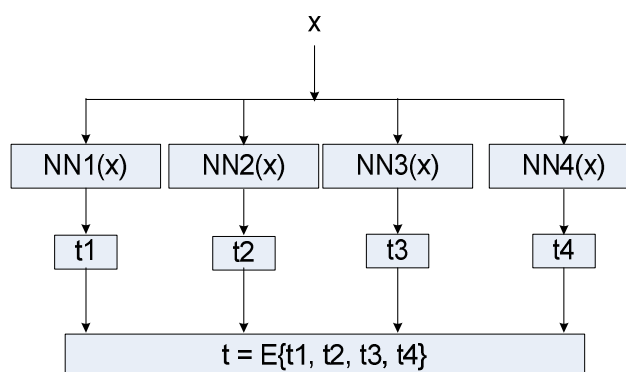 x
NN1(x) NN2(x) NN3(x) NN4(x)
t1 t2 t3 t4
t = E{t1, t2, t3, t4}